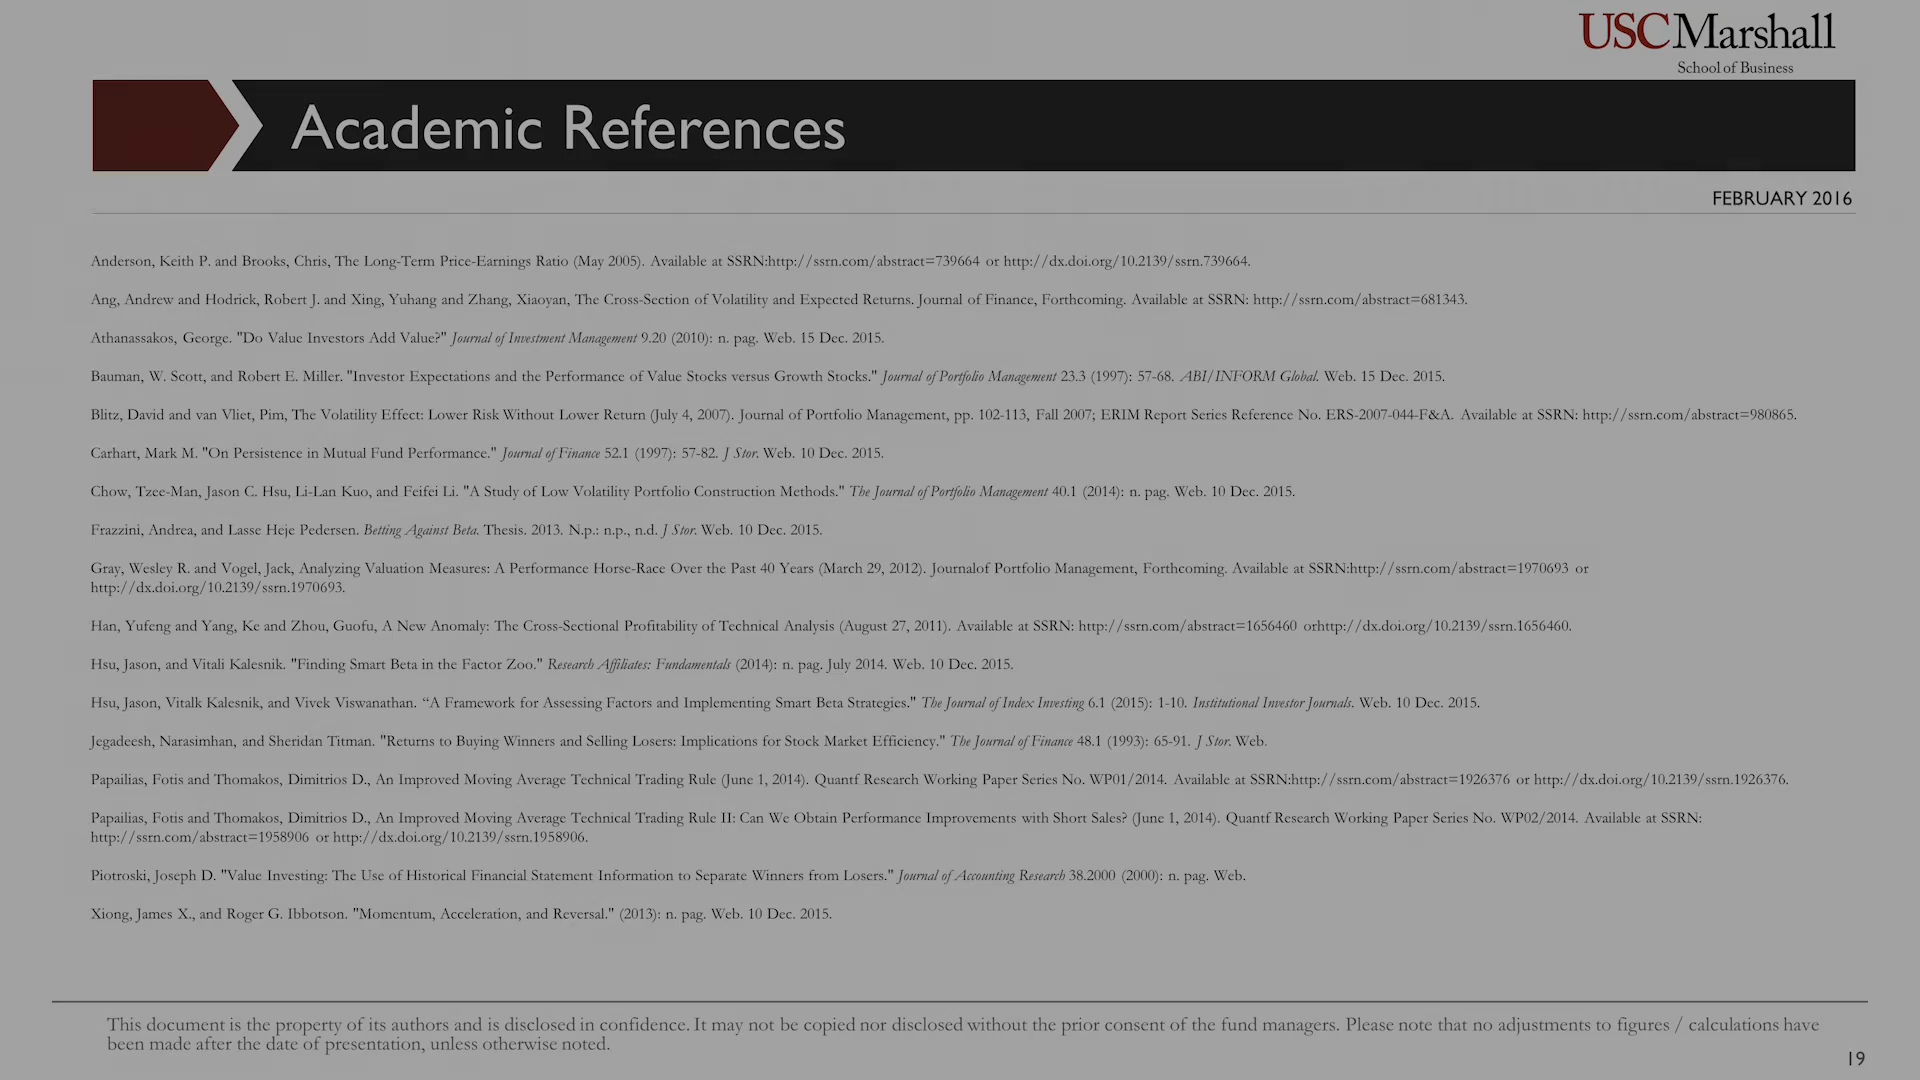 USCMarshall
School of Business
Academic References
FEBRUARY 2016
Anderson, Keith P. and Brooks, Chris, The Long-Term Price-Earnings Ratio (May 2005). Available at SSRN:http://ssrn.com/abstract=739664 or http://dx.doi.org/10.2139/ssrn.739664.
Ang, Andrew and Hodrick, Robert J. and Xing, Yuhang and Zhang, Xiaoyan, The Cross-Section of Volatility and Expected Returns. Journal of Finance, Forthcoming. Available at SSRN: http://ssrn.com/abstract=681343.
Athanassakos, George. "Do Value Investors Add Value?" Journal of Investment Management 9.20 (2010): n. pag. Web. 15 Dec. 2015.
Bauman, W. Scott, and Robert E. Miller. "Investor Expectations and the Performance of Value Stocks versus Growth Stocks." Journal of Portfolio Management 23.3 (1997): 57-68. ABI/INFORM Global. Web. 15 Dec. 2015.
Blitz, David and van Vliet, Pim, The Volatility Effect: Lower Risk Without Lower Return (July 4, 2007). Journal of Portfolio Management, pp. 102-113, Fall 2007; ERIM Report Series Reference No. ERS-2007-044-F&A. Available at SSRN: http://ssrn.com/abstract=980865.
Carhart, Mark M. "On Persistence in Mutual Fund Performance." Journal of Finance 52.1 (1997): 57-82. J Stor. Web. 10 Dec. 2015.
Chow, Tzee-Man, Jason C. Hsu, Li-Lan Kuo, and Feifei Li. "A Study of Low Volatility Portfolio Construction Methods." The Journal of Portfolio Management 40.1 (2014): n. pag. Web. 10 Dec. 2015.
Frazzini, Andrea, and Lasse Heje Pedersen. Betting Against Beta. Thesis. 2013. N.p.: n.p., n.d. J Stor. Web. 10 Dec. 2015.
Gray, Wesley R. and Vogel, Jack, Analyzing Valuation Measures: A Performance Horse-Race Over the Past 40 Years (March 29, 2012). Journalof Portfolio Management, Forthcoming. Available at SSRN:http://ssrn.com/abstract=1970693 or
http://dx.doi.org/10.2139/ssrn.1970693.
Han, Yufeng and Yang, Ke and Zhou, Guofu, A New Anomaly: The Cross-Sectional Profitability of Technical Analysis (August 27, 2011). Available at SSRN: http://ssrn.com/abstract=1656460 orhttp://dx.doi.org/10.2139/ssrn.1656460.
Hsu, Jason, and Vitali Kalesnik. "Finding Smart Beta in the Factor Zoo." Research Affiliates: Fundamentals (2014): n. pag. July 2014. Web. 10 Dec. 2015.
Hsu, Jason, Vitalk Kalesnik, and Vivek Viswanathan. “A Framework for Assessing Factors and Implementing Smart Beta Strategies." The Journal of Index Investing 6.1 (2015): 1-10. Institutional Investor Journals. Web. 10 Dec. 2015.
Jegadeesh, Narasimhan, and Sheridan Titman. "Returns to Buying Winners and Selling Losers: Implications for Stock Market Efficiency." The Journal of Finance 48.1 (1993): 65-91. J Stor. Web.
Papailias, Fotis and Thomakos, Dimitrios D., An Improved Moving Average Technical Trading Rule (June 1, 2014). Quantf Research Working Paper Series No. WP01/2014. Available at SSRN:http://ssrn.com/abstract=1926376 or http://dx.doi.org/10.2139/ssrn.1926376.
Papailias, Fotis and Thomakos, Dimitrios D., An Improved Moving Average Technical Trading Rule II: Can We Obtain Performance Improvements with Short Sales? (June 1, 2014). Quantf Research Working Paper Series No. WP02/2014. Available at SSRN:
http://ssrn.com/abstract=1958906 or http://dx.doi.org/10.2139/ssrn.1958906.
Piotroski, Joseph D. "Value Investing: The Use of Historical Financial Statement Information to Separate Winners from Losers." Journal of Accounting Research 38.2000 (2000): n. pag. Web.
Xiong, James X., and Roger G. Ibbotson. "Momentum, Acceleration, and Reversal." (2013): n. pag. Web. 10 Dec. 2015.
This document is the property of its authors and is disclosed in confidence. It may not be copied nor disclosed without the prior consent of the fund managers. Please note that no adjustments to figures / calculations have
been made after the date of presentation, unless otherwise noted.
19